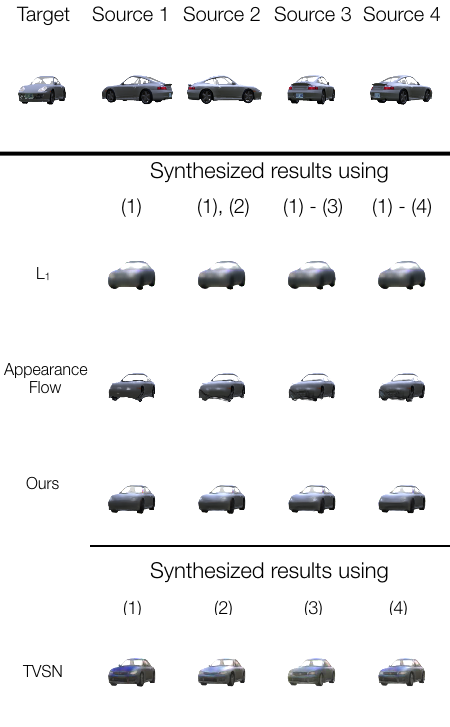 Target Source 1 Source 2 Source 3 Source 4
Synthesized results using
(1) (1), (2) (1) - (3) (1) - (4)
L₁
Appearance
Flow
Ours
Synthesized results using
(1) (2) (3) (4)
TVSN